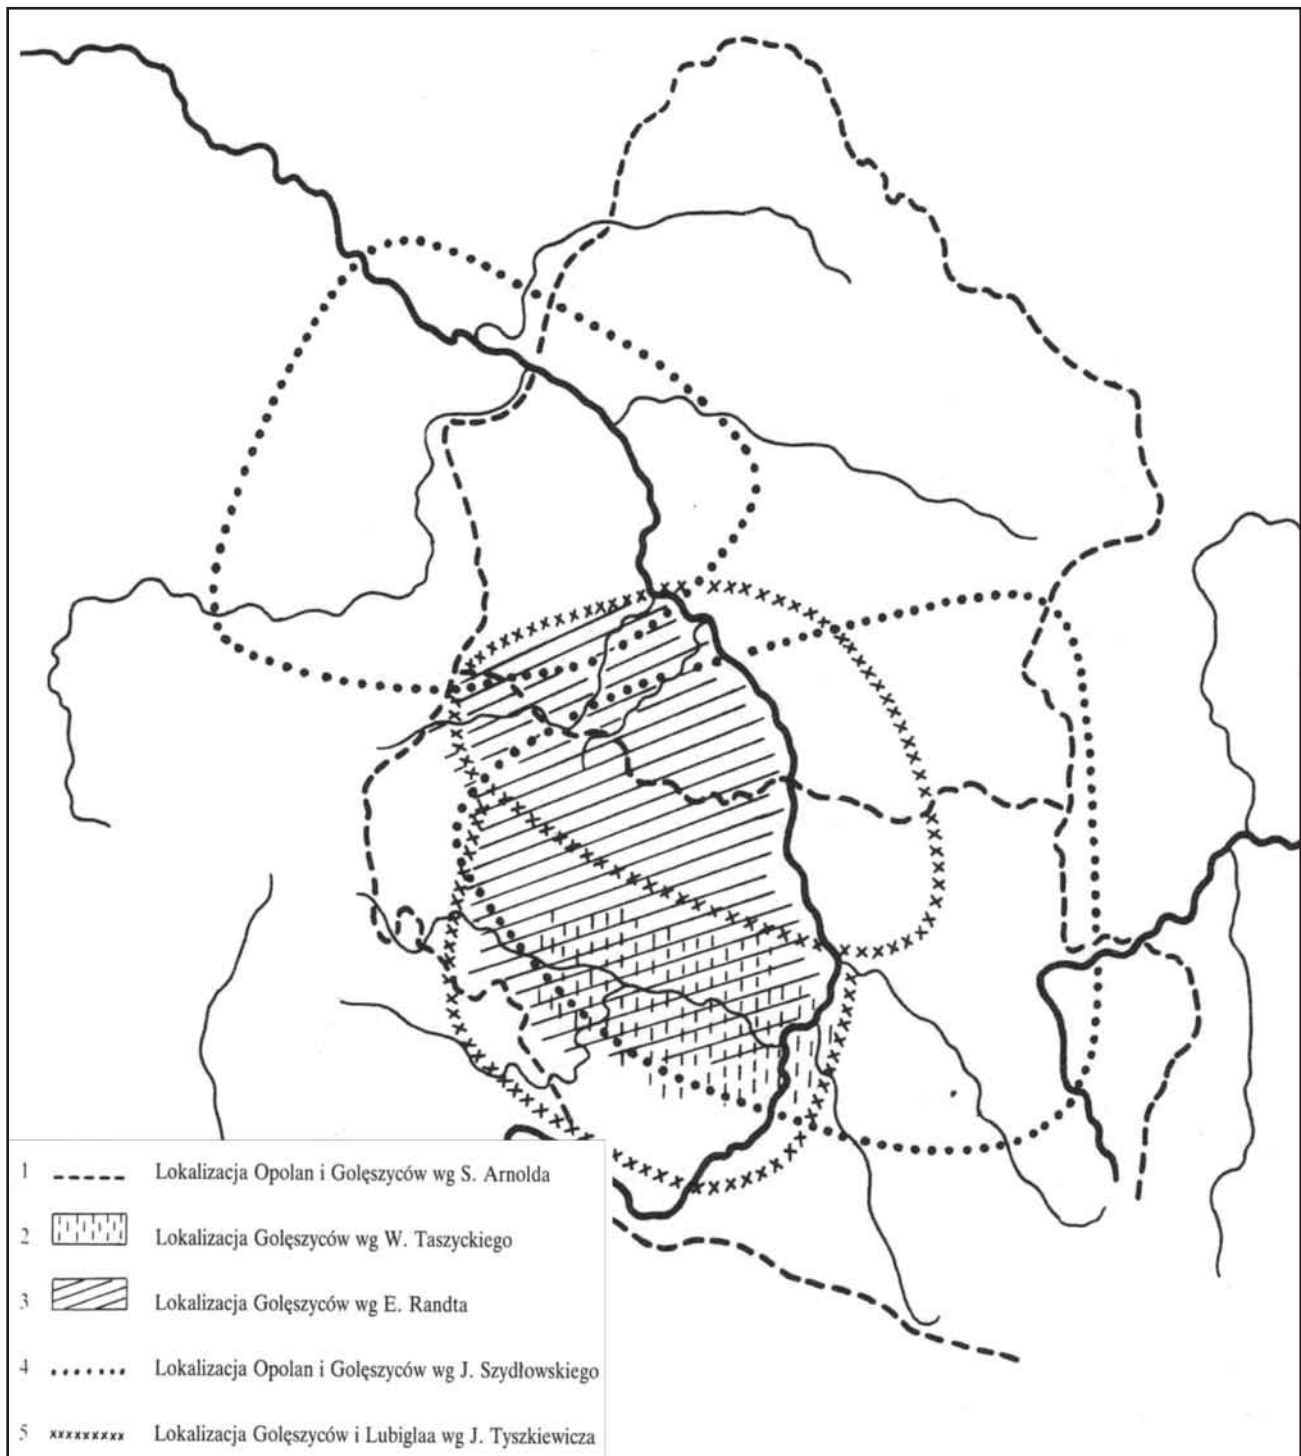 1 Lokalizacja Opolan i Golęszyców wg S. Arnolda
2 Lokalizacja Golęszyców wg W. Taszyckiego
3 Lokalizacja Golęszyców wg E. Randta
4 Lokalizacja Opolan i Golęszyców wg J. Szydłowskiego
5 Lokalizacja Golęszyców i Lubiglaa wg J. Tyszkiewicza